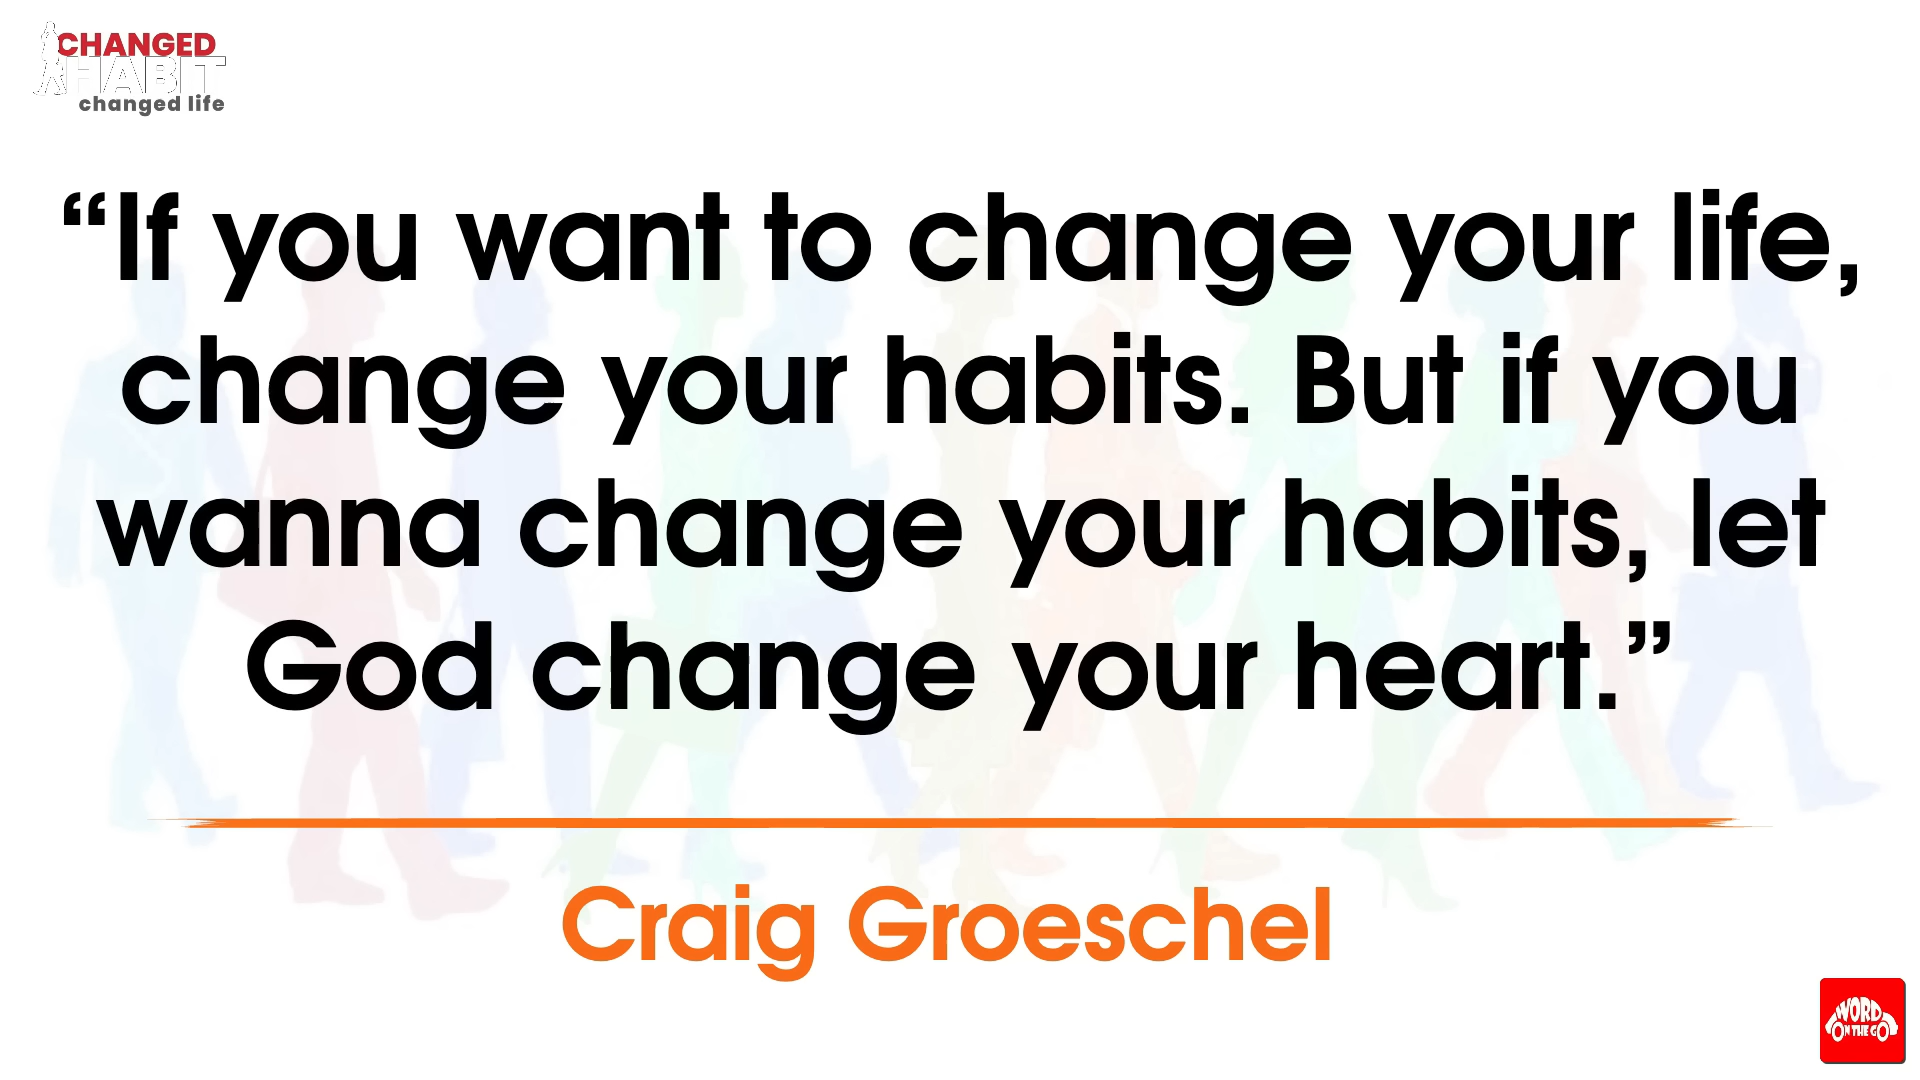 CHANGED
HABIT
changed life
“If you want to change your life,
change your habits. But if you
wanna change your habits, let
God change your heart.”
Craig Groeschel
WORD
ON THE GO